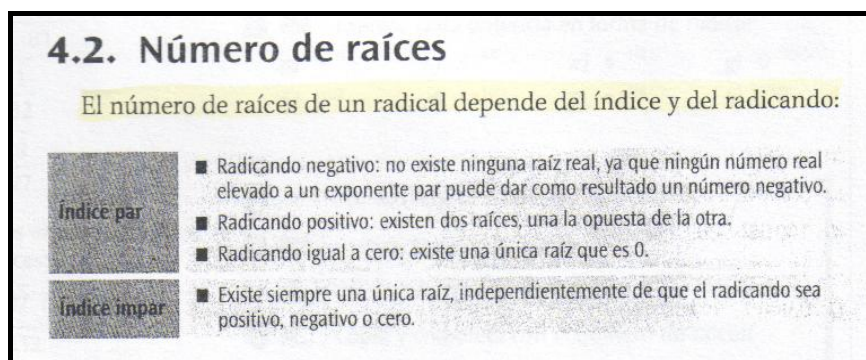 4.2. Número de raíces
El número de raíces de un radical depende del índice y del radicando:
Índice par
■ Radicando negativo: no existe ninguna raíz real, ya que ningún número real
elevado a un exponente par puede dar como resultado un número negativo.
■ Radicando positivo: existen dos raíces, una la opuesta de la otra.
■ Radicando igual a cero: existe una única raíz que es 0.
Índice impar
■ Existe siempre una única raíz, independientemente de que el radicando sea
positivo, negativo o cero.